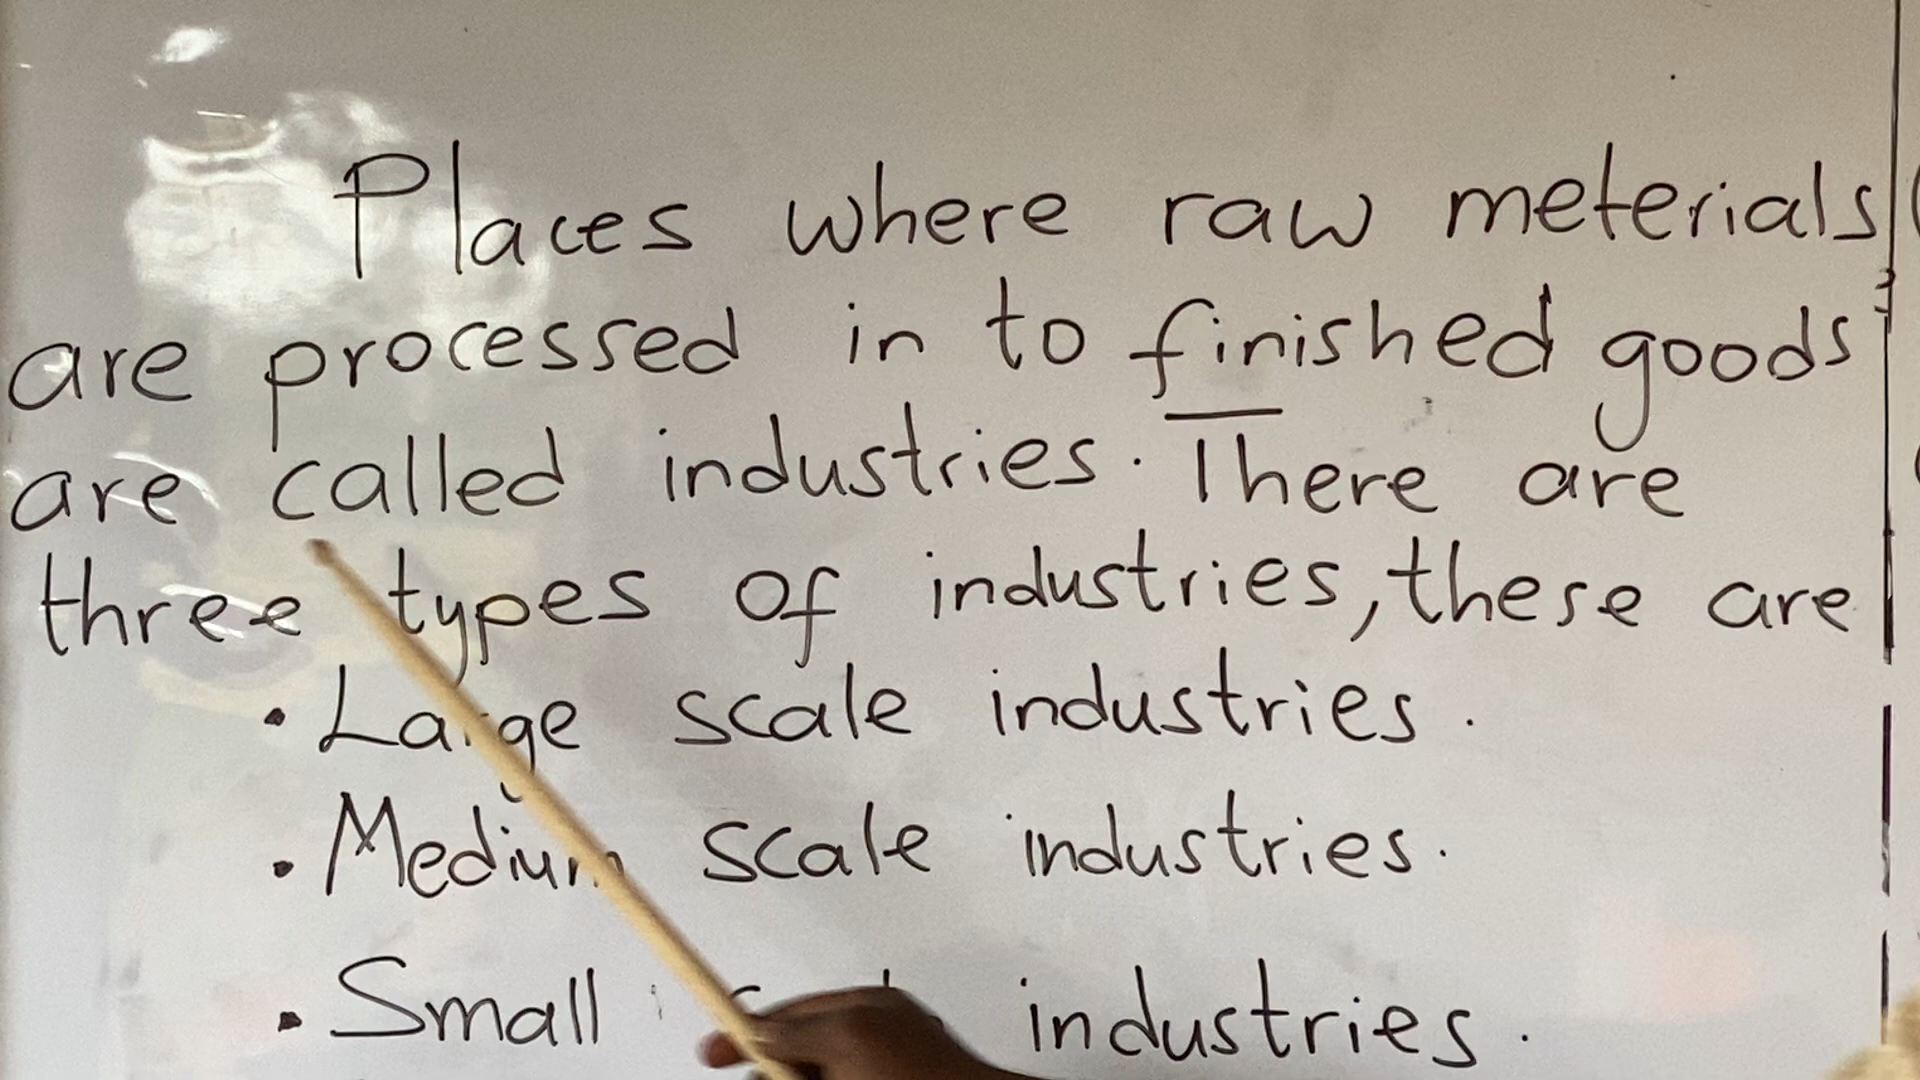 Places where raw meterials
are processed in to finished goods
are called industries. There are
three types of industries, these are
• Large scale industries.
• Medium scale industries.
• Small industries.